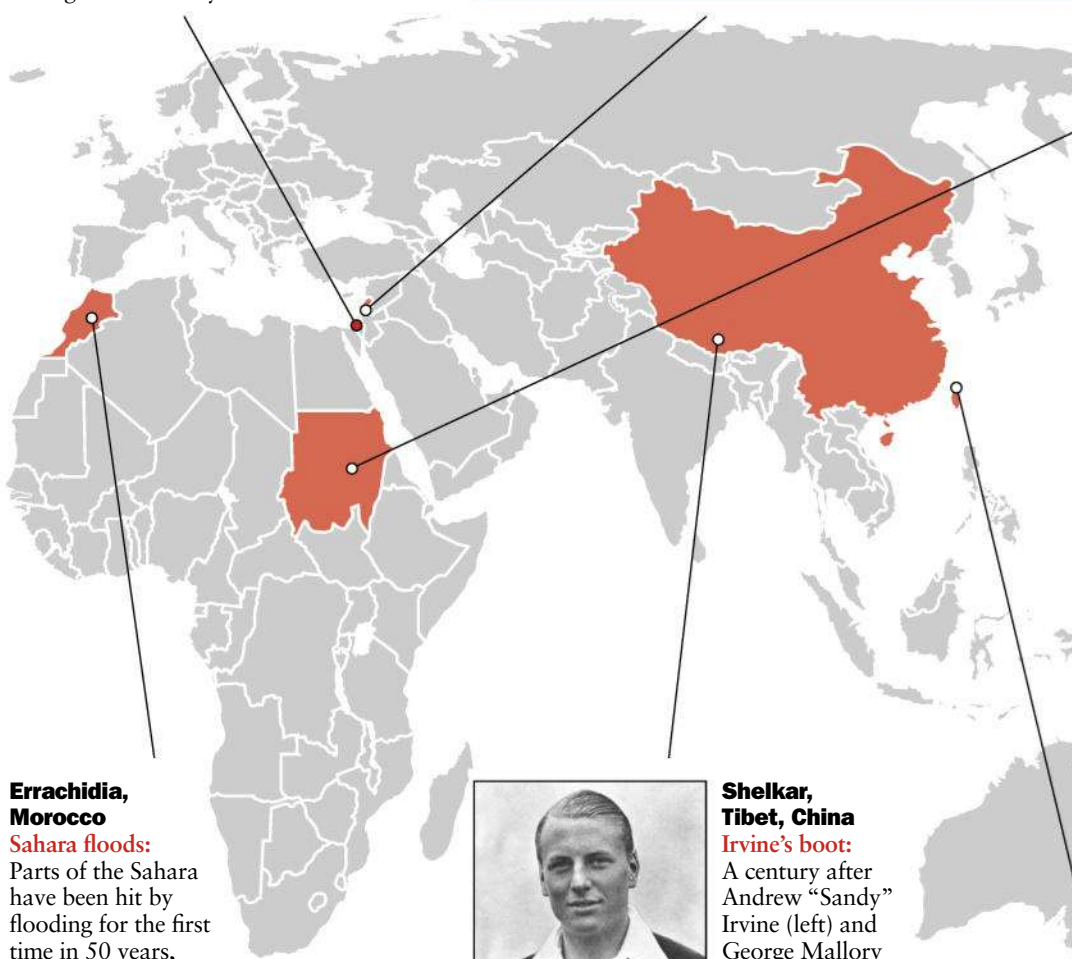 Errachidia,
Morocco
Sahara floods:
Parts of the Sahara
have been hit by
flooding for the first
time in 50 years,
Shelkar,
Tibet, China
Irvine’s boot:
A century after
Andrew “Sandy”
Irvine (left) and
George Mallory